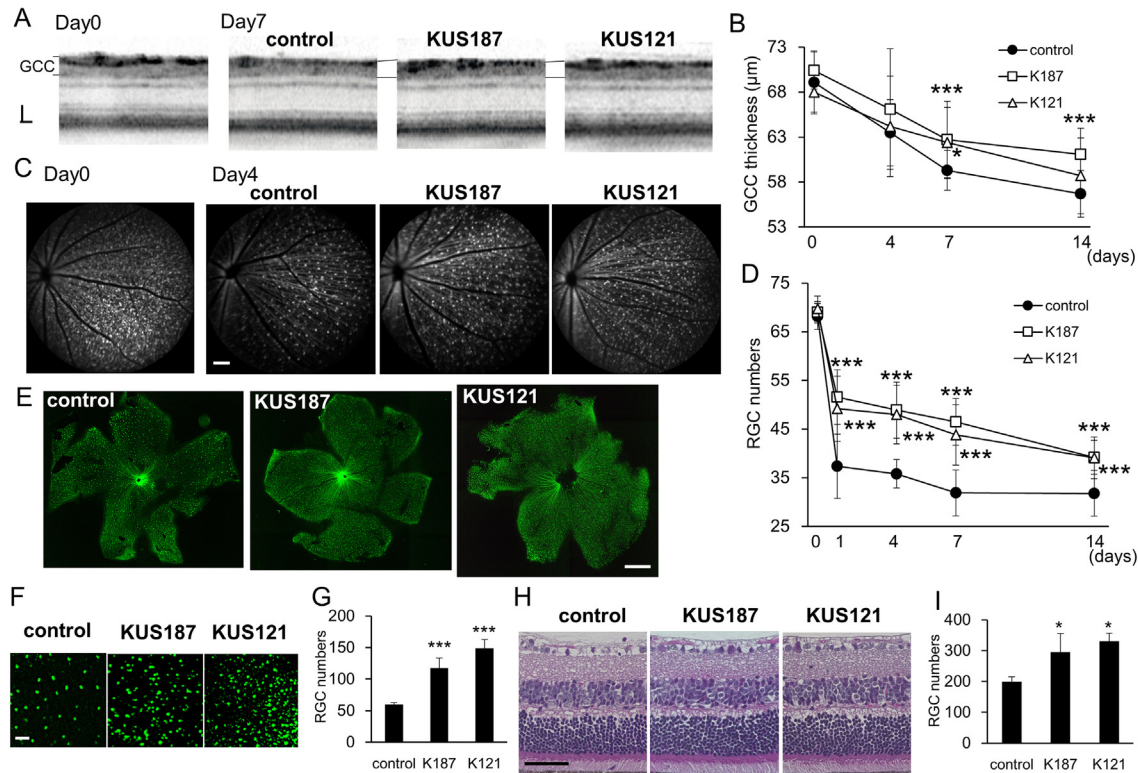 A
Day0
Day7
control
KUS187
KUS121
GCC
B
GCC thickness (μm)
73
68
63
58
53
control
K187
K121
***
*
***
0
4
7
14
(days)
C
Day0
Day4
control
KUS187
KUS121
D
RGC numbers
75
65
55
45
35
25
control
K187
K121
***
***
***
***
***
***
***
***
0
1
4
7
14
(days)
E
control
KUS187
KUS121
F
control
KUS187
KUS121
G
RGC numbers
200
150
100
50
0
***
***
control
K187
K121
H
control
KUS187
KUS121
I
RGC numbers
400
300
200
100
0
*
*
control
K187
K121